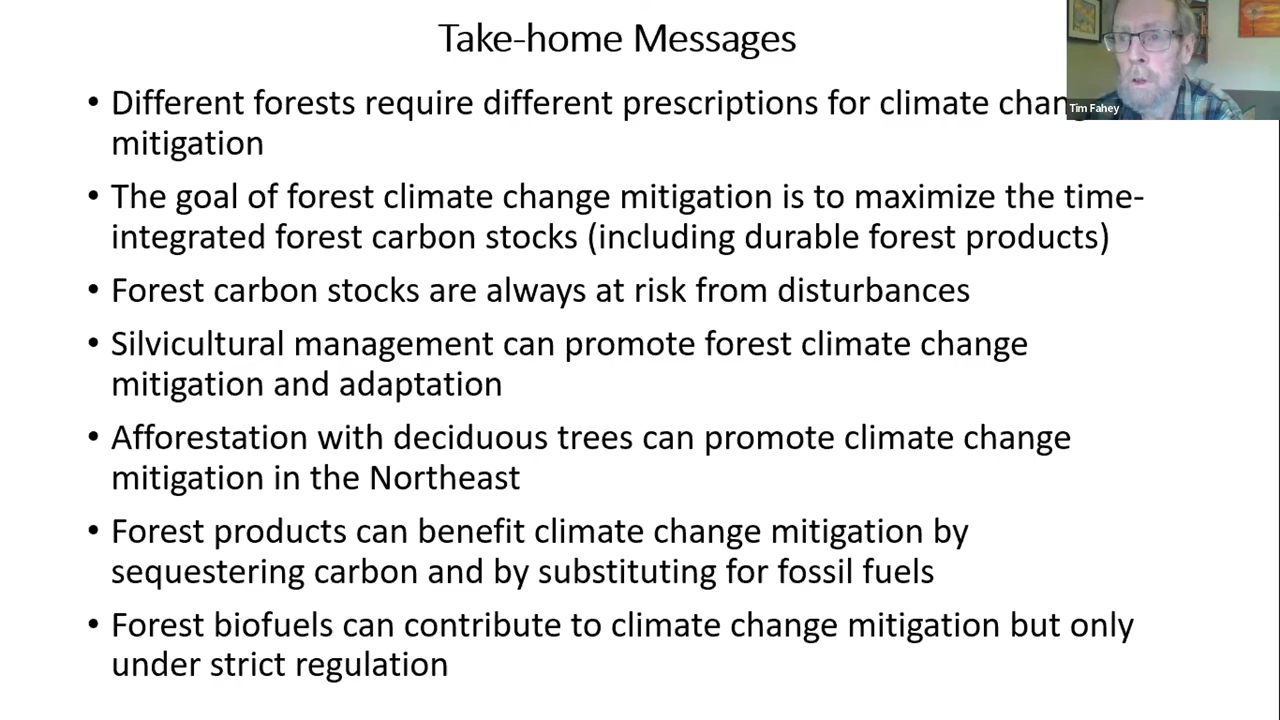 Take-home Messages
• Different forests require different prescriptions for climate chang
mitigation
• The goal of forest climate change mitigation is to maximize the time-
integrated forest carbon stocks (including durable forest products)
• Forest carbon stocks are always at risk from disturbances
• Silvicultural management can promote forest climate change
mitigation and adaptation
• Afforestation with deciduous trees can promote climate change
mitigation in the Northeast
• Forest products can benefit climate change mitigation by
sequestering carbon and by substituting for fossil fuels
• Forest biofuels can contribute to climate change mitigation but only
under strict regulation
Tim Fahey